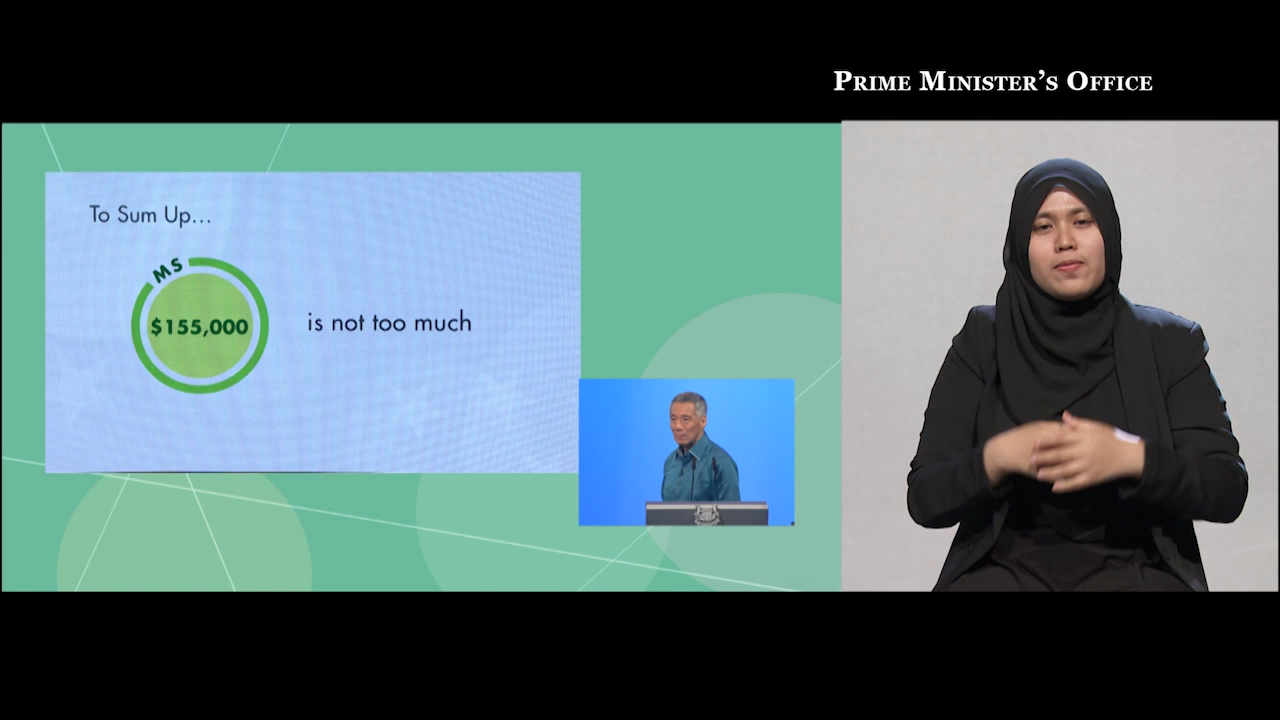 PRIME MINISTER'S OFFICE
To Sum Up...
MS
$155,000
is not too much